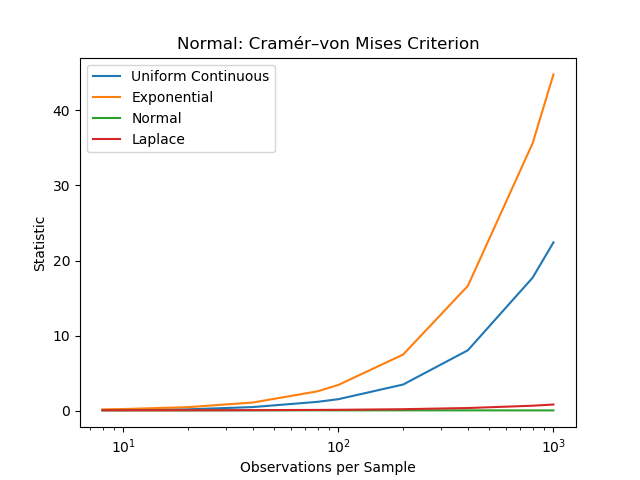 Normal: Cramér–von Mises Criterion
Uniform Continuous
Exponential
Normal
Laplace
Statistic
40
30
20
10
0
10¹
10²
10³
Observations per Sample